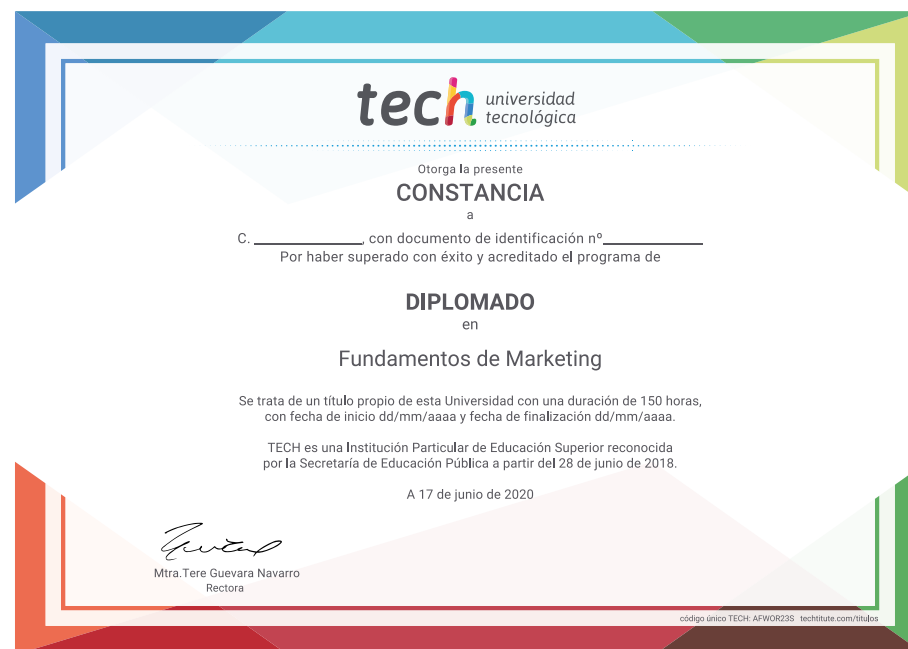 tech universidad
tecnológica
Otorga la presente
CONSTANCIA
a
C. ____________, con documento de identificación nº___________
Por haber superado con éxito y acreditado el programa de
DIPLOMADO
en
Fundamentos de Marketing
Se trata de un título propio de esta Universidad con una duración de 150 horas,
con fecha de inicio dd/mm/aaaa y fecha de finalización dd/mm/aaaa.
TECH es una Institución Particular de Educación Superior reconocida
por la Secretaría de Educación Pública a partir del 28 de junio de 2018.
A 17 de junio de 2020
Mtra.Tere Guevara Navarro
Rectora
código único TECH: AFWOR23S techtitute.com/titulos